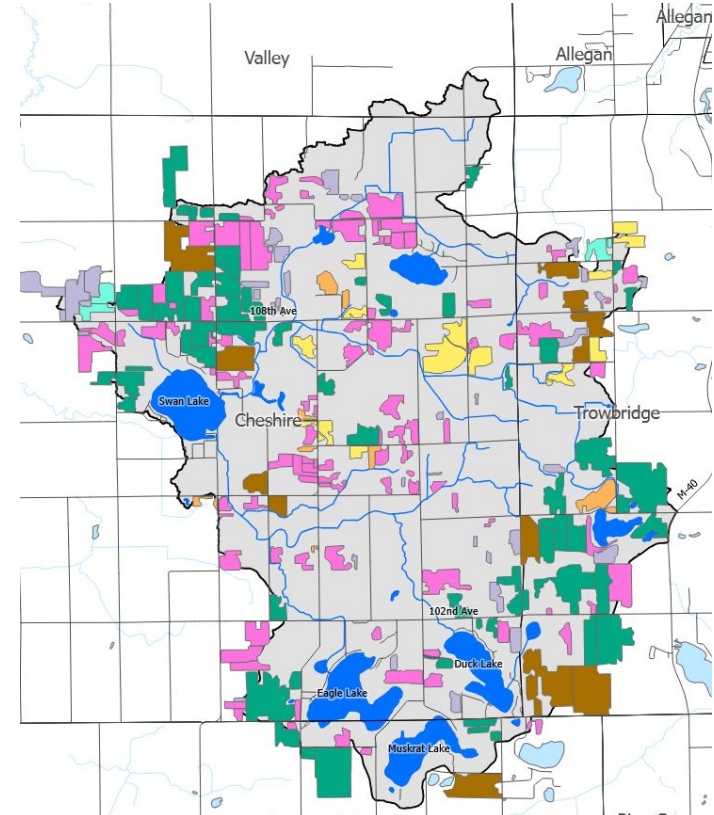 Allegan
Valley
Allegan
108th Ave
Swan Lake
Cheshire
Trowbridge
M-40
102nd Ave
Duck Lake
Eagle Lake
Muskrat Lake